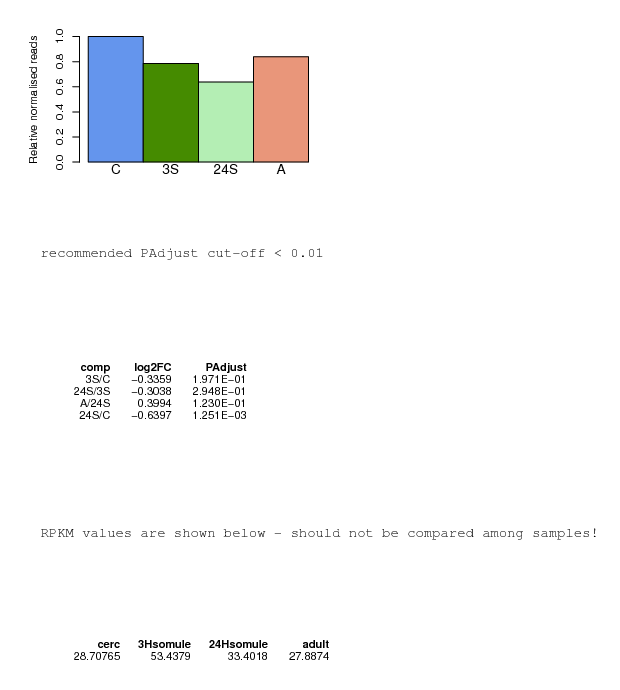 Relative normalised reads
1.0
0.8
0.6
0.4
0.2
0.0
C 3S 24S A
recommended PAdjust cut-off < 0.01
comp log2FC PAdjust
3S/C −0.3359 1.971E−01
24S/3S −0.3038 2.948E−01
A/24S 0.3994 1.230E−01
24S/C −0.6397 1.251E−03
RPKM values are shown below - should not be compared among samples!
cerc 3Hsomule 24Hsomule adult
28.70765 53.4379 33.4018 27.8874